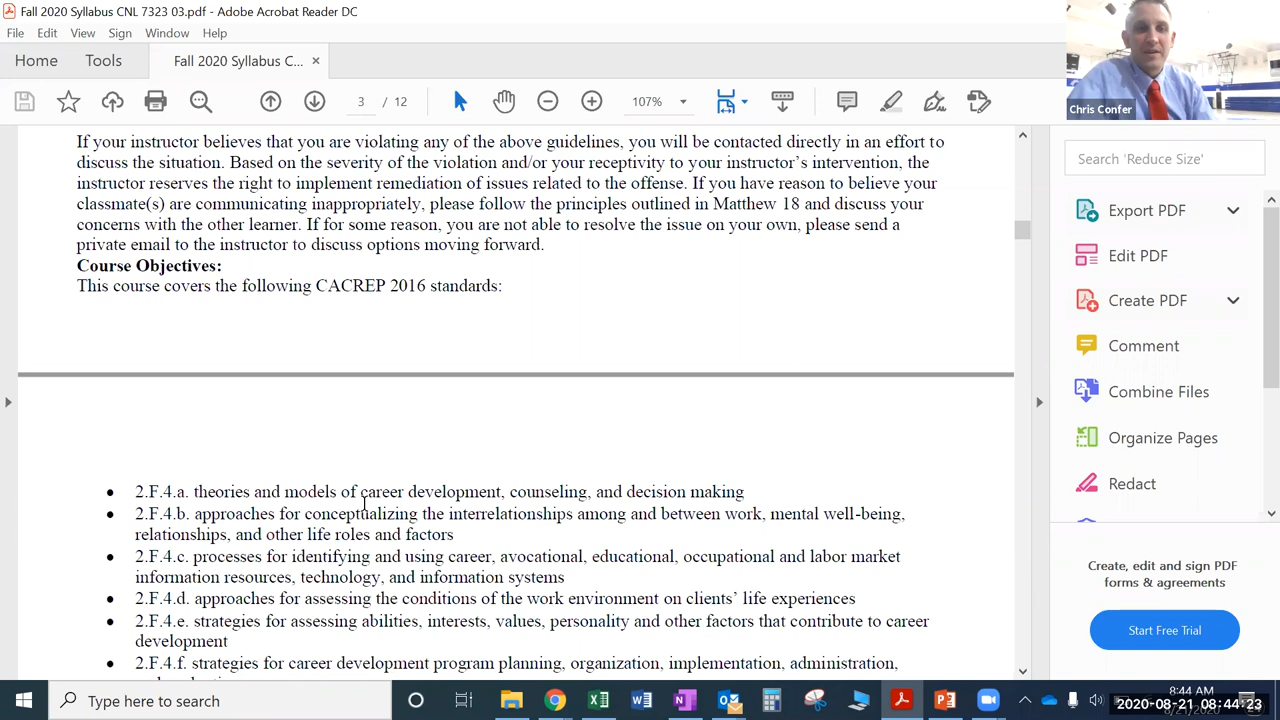 Fall 2020 Syllabus CNL 7323 03.pdf - Adobe Acrobat Reader DC
File Edit View Sign Window Help
Home Tools Fall 2020 Syllabus C... ×
3 / 12 107%
Chris Confer
If your instructor believes that you are violating any of the above guidelines, you will be contacted directly in an effort to
discuss the situation. Based on the severity of the violation and/or your receptivity to your instructor's intervention, the
instructor reserves the right to implement remediation of issues related to the offense. If you have reason to believe your
classmate(s) are communicating inappropriately, please follow the principles outlined in Matthew 18 and discuss your
concerns with the other learner. If for some reason, you are not able to resolve the issue on your own, please send a
private email to the instructor to discuss options moving forward.
Course Objectives:
This course covers the following CACREP 2016 standards:
• 2.F.4.a. theories and models of career development, counseling, and decision making
• 2.F.4.b. approaches for conceptualizing the interrelationships among and between work, mental well-being,
relationships, and other life roles and factors
• 2.F.4.c. processes for identifying and using career, avocational, educational, occupational and labor market
information resources, technology, and information systems
• 2.F.4.d. approaches for assessing the conditions of the work environment on clients' life experiences
• 2.F.4.e. strategies for assessing abilities, interests, values, personality and other factors that contribute to career
development
• 2.F.4.f. strategies for career development program planning, organization, implementation, administration,
Search 'Reduce Size'
Export PDF
Edit PDF
Create PDF
Comment
Combine Files
Organize Pages
Redact
Create, edit and sign PDF
forms & agreements
Start Free Trial
Type here to search
8:44 AM
2020-08-21 08:44:23